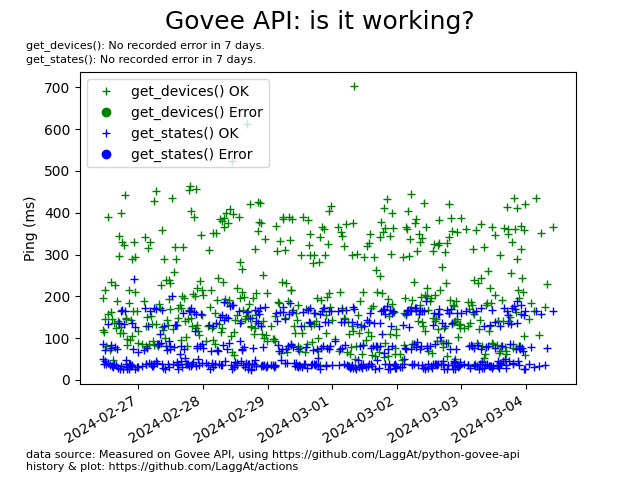 Govee API: is it working?
get_devices(): No recorded error in 7 days.
get_states(): No recorded error in 7 days.
get_devices() OK
get_devices() Error
get_states() OK
get_states() Error
Ping (ms)
700
600
500
400
300
200
100
0
2024-02-27
2024-02-28
2024-02-29
2024-03-01
2024-03-02
2024-03-03
2024-03-04
data source: Measured on Govee API, using https://github.com/LaggAt/python-govee-api
history & plot: https://github.com/LaggAt/actions